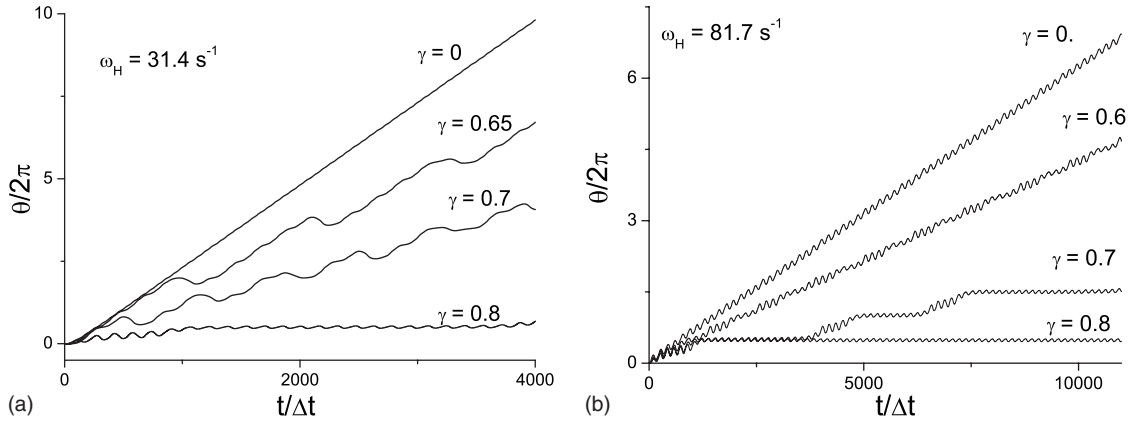 10
5
0
0
2000
4000
θ/2π
t/Δt
ω_H = 31.4 s⁻¹
γ = 0
γ = 0.65
γ = 0.7
γ = 0.8
(a)
6
3
0
0
5000
10000
θ/2π
t/Δt
ω_H = 81.7 s⁻¹
γ = 0.
γ = 0.6
γ = 0.7
γ = 0.8
(b)